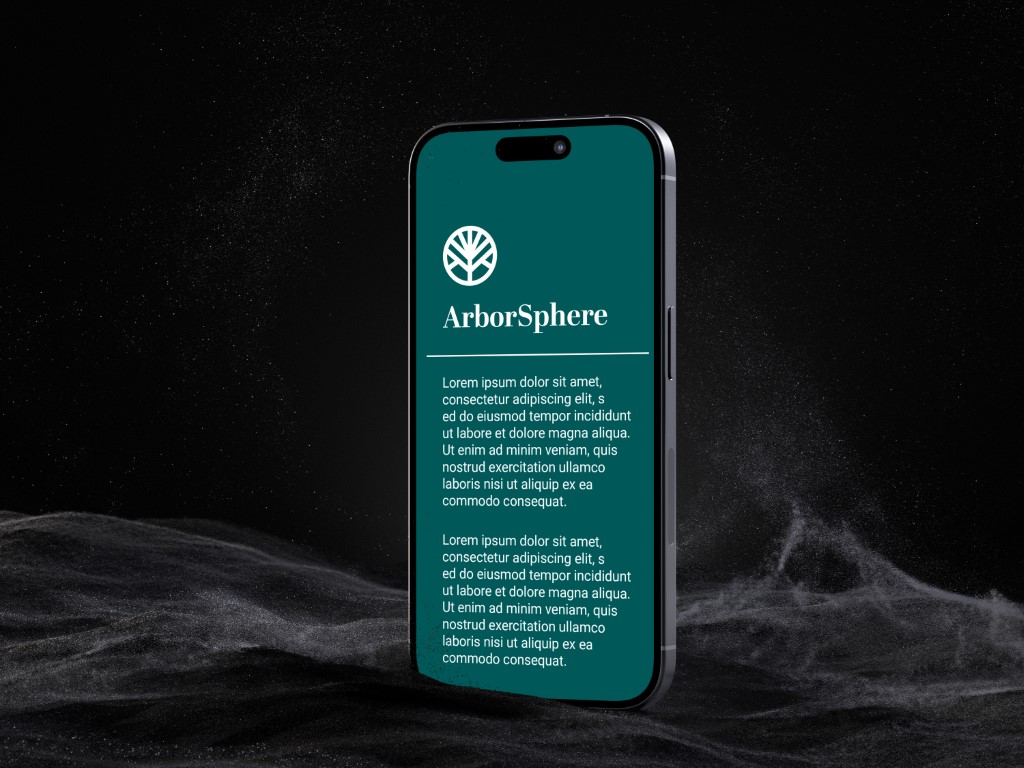 ArborSphere
Lorem ipsum dolor sit amet,
consectetur adipiscing elit, s
ed do eiusmod tempor incididunt
ut labore et dolore magna aliqua.
Ut enim ad minim veniam, quis
nostrud exercitation ullamco
laboris nisi ut aliquip ex ea
commodo consequat.
Lorem ipsum dolor sit amet,
consectetur adipiscing elit, s
ed do eiusmod tempor incididunt
ut labore et dolore magna aliqua.
Ut enim ad minim veniam, quis
nostrud exercitation ullamco
laboris nisi ut aliquip ex ea
commodo consequat.